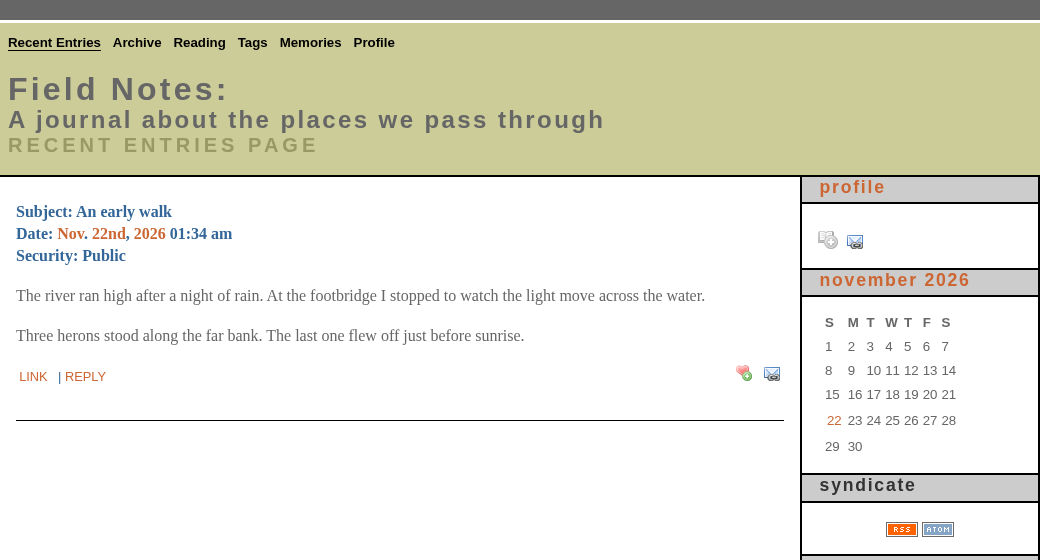 Recent Entries Archive Reading Tags Memories Profile
Field Notes:
A journal about the places we pass through
RECENT ENTRIES PAGE
Subject: An early walk
Date: Nov. 22nd, 2026 01:34 am
Security: Public
The river ran high after a night of rain. At the footbridge I stopped to watch the light move across the water.
Three herons stood along the far bank. The last one flew off just before sunrise.
LINK | REPLY
profile
november 2026
S M T W T F S
1 2 3 4 5 6 7
8 9 10 11 12 13 14
15 16 17 18 19 20 21
22 23 24 25 26 27 28
29 30
syndicate
RSS ATOM